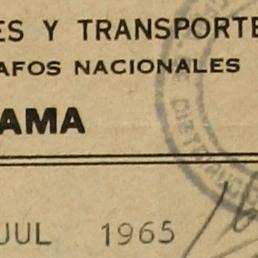 ES Y TRANSPORTE
AFOS NACIONALES
AMA
JUL 1965